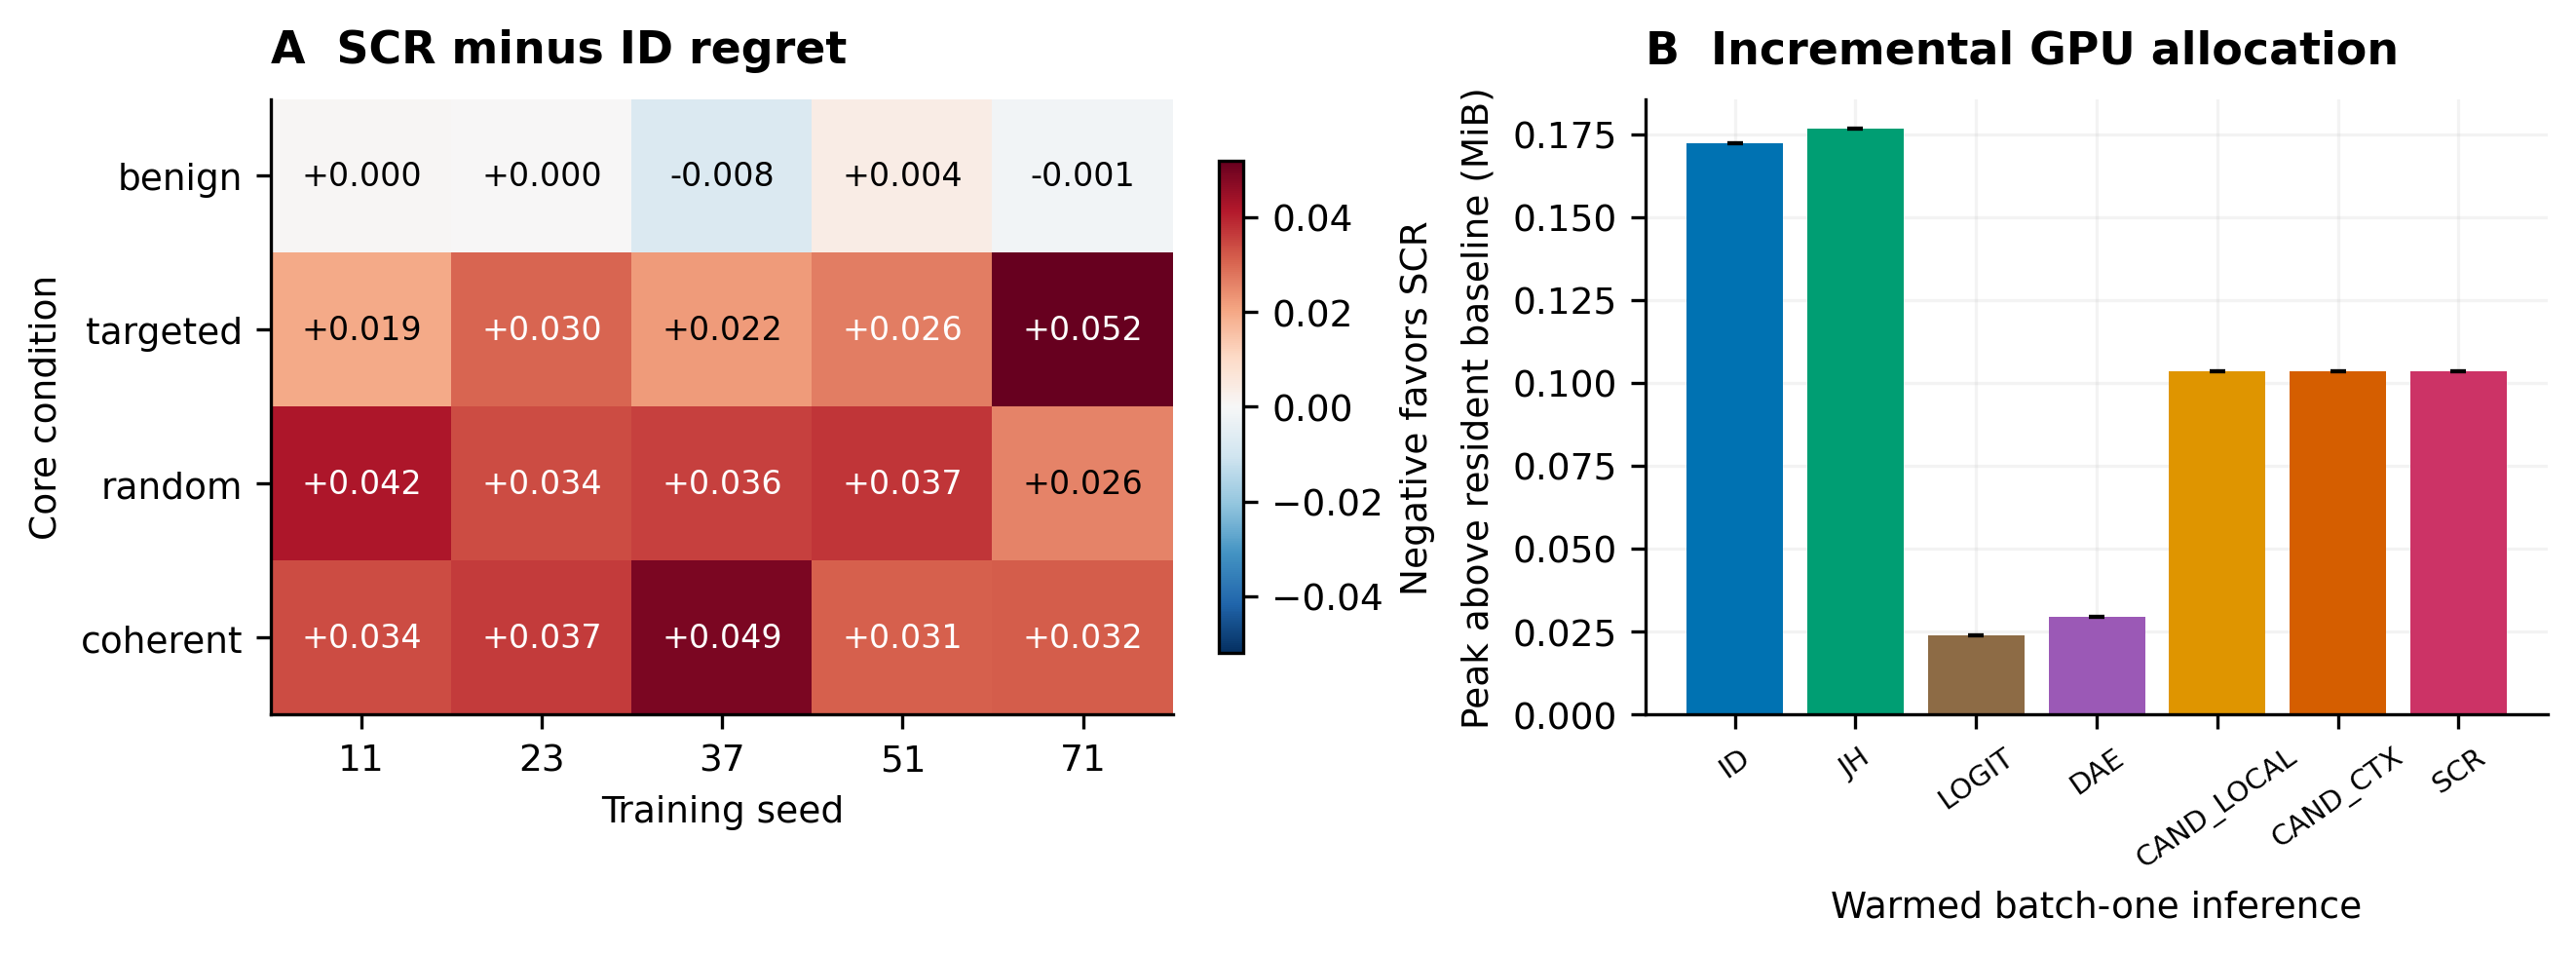 A SCR minus ID regret
Core condition
benign +0.000 +0.000 -0.008 +0.004 -0.001
targeted +0.019 +0.030 +0.022 +0.026 +0.052
random +0.042 +0.034 +0.036 +0.037 +0.026
coherent +0.034 +0.037 +0.049 +0.031 +0.032
11 23 37 51 71
Training seed
0.04
0.02
0.00
−0.02
−0.04
Negative favors SCR
B Incremental GPU allocation
Peak above resident baseline (MiB)
0.175
0.150
0.125
0.100
0.075
0.050
0.025
0.000
ID JH LOGIT DAE CAND_LOCAL CAND_CTX SCR
Warmed batch-one inference